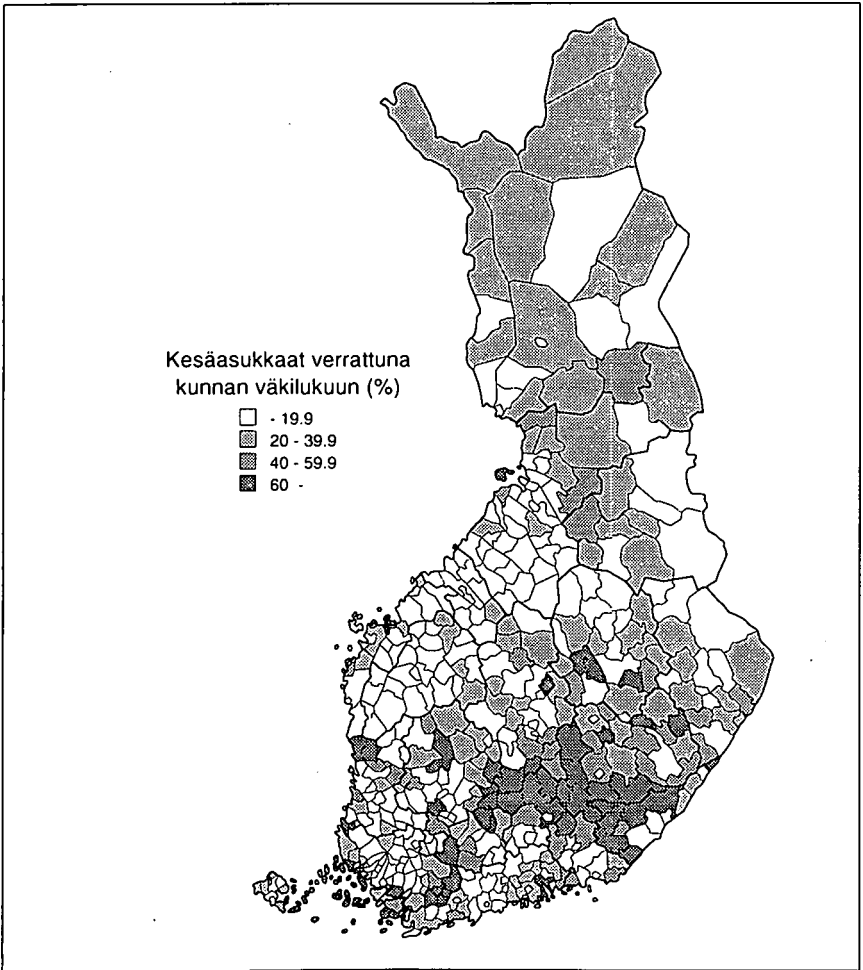 Kesäasukkaat verrattuna
kunnan väkilukuun (%)
- 19.9
20 - 39.9
40 - 59.9
60 -